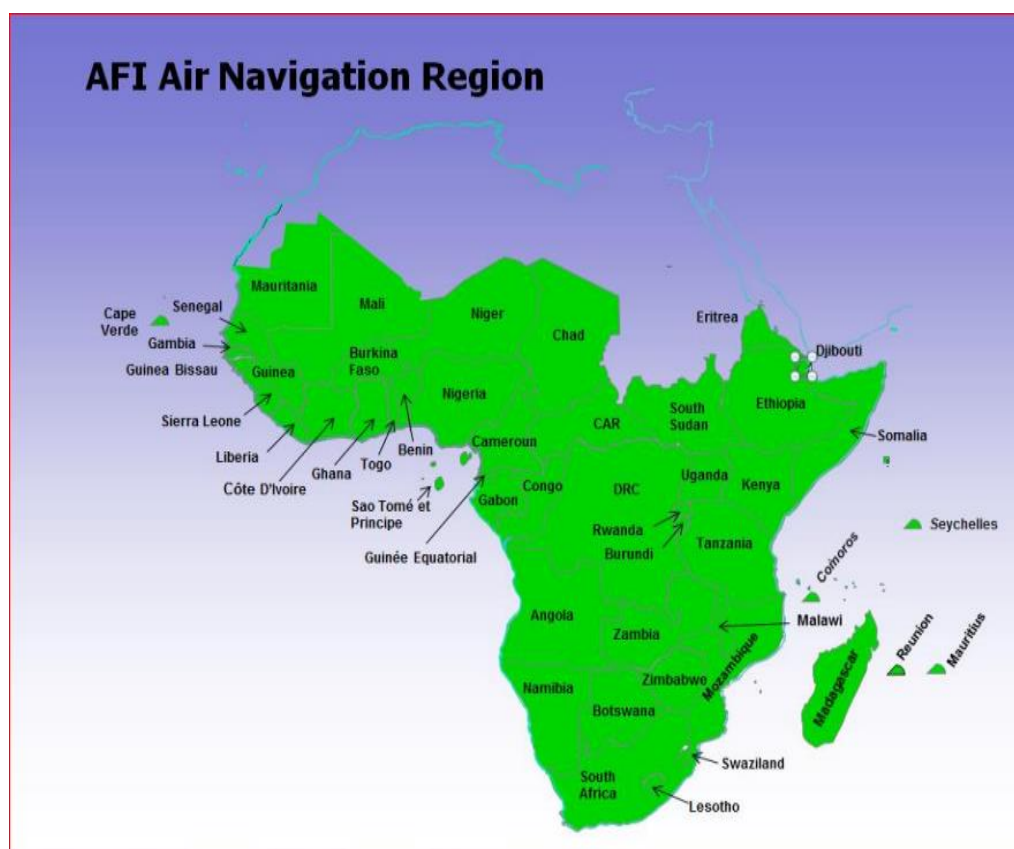 AFI Air Navigation Region
Mauritania
Mali
Niger
Chad
Eritrea
Cape
Verde
Senegal
Gambia
Guinea Bissau
Guinea
Burkina
Faso
Nigeria
Djibouti
Ethiopia
South
Sudan
CAR
Somalia
Sierra Leone
Liberia
Côte D'Ivoire
Ghana
Togo
Benin
Cameroun
Sao Tomé et
Principe
Guinée Equatorial
Gabon
Congo
DRC
Uganda
Kenya
Rwanda
Burundi
Tanzania
Seychelles
Comoros
Angola
Zambia
Malawi
Mozambique
Madagascar
Reunion
Mauritius
Zimbabwe
Namibia
Botswana
Swaziland
South
Africa
Lesotho